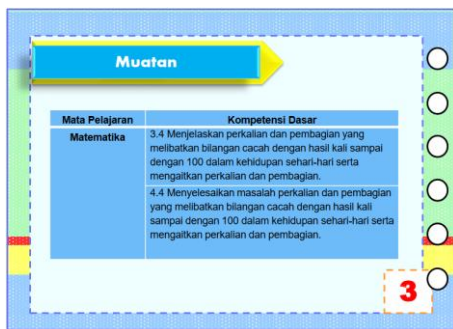 Muatan
Mata Pelajaran Kompetensi Dasar
Matematika 3.4 Menjelaskan perkalian dan pembagian yang
melibatkan bilangan cacah dengan hasil kali sampai
dengan 100 dalam kehidupan sehari-hari serta
mengaitkan perkalian dan pembagian.
4.4 Menyelesaikan masalah perkalian dan pembagian
yang melibatkan bilangan cacah dengan hasil kali
sampai dengan 100 dalam kehidupan sehari-hari serta
mengaitkan perkalian dan pembagian.
3